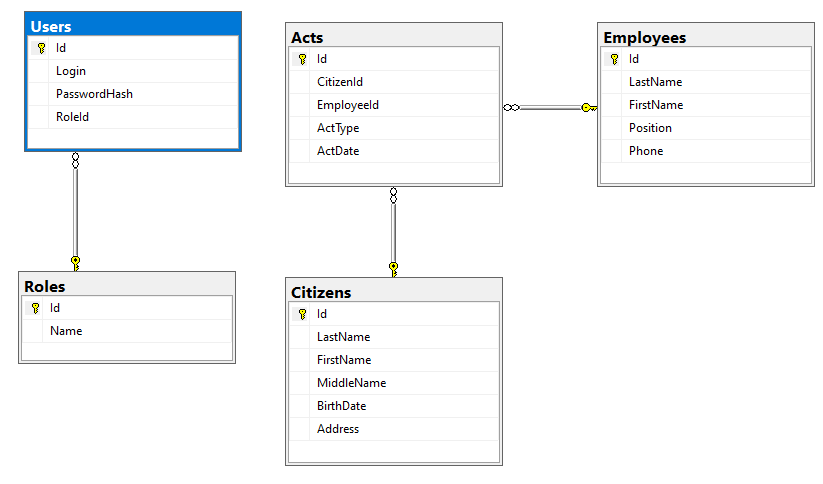 Users
Id
Login
PasswordHash
RoleId
Acts
Id
CitizenId
EmployeeId
ActType
ActDate
Employees
Id
LastName
FirstName
Position
Phone
Roles
Id
Name
Citizens
Id
LastName
FirstName
MiddleName
BirthDate
Address